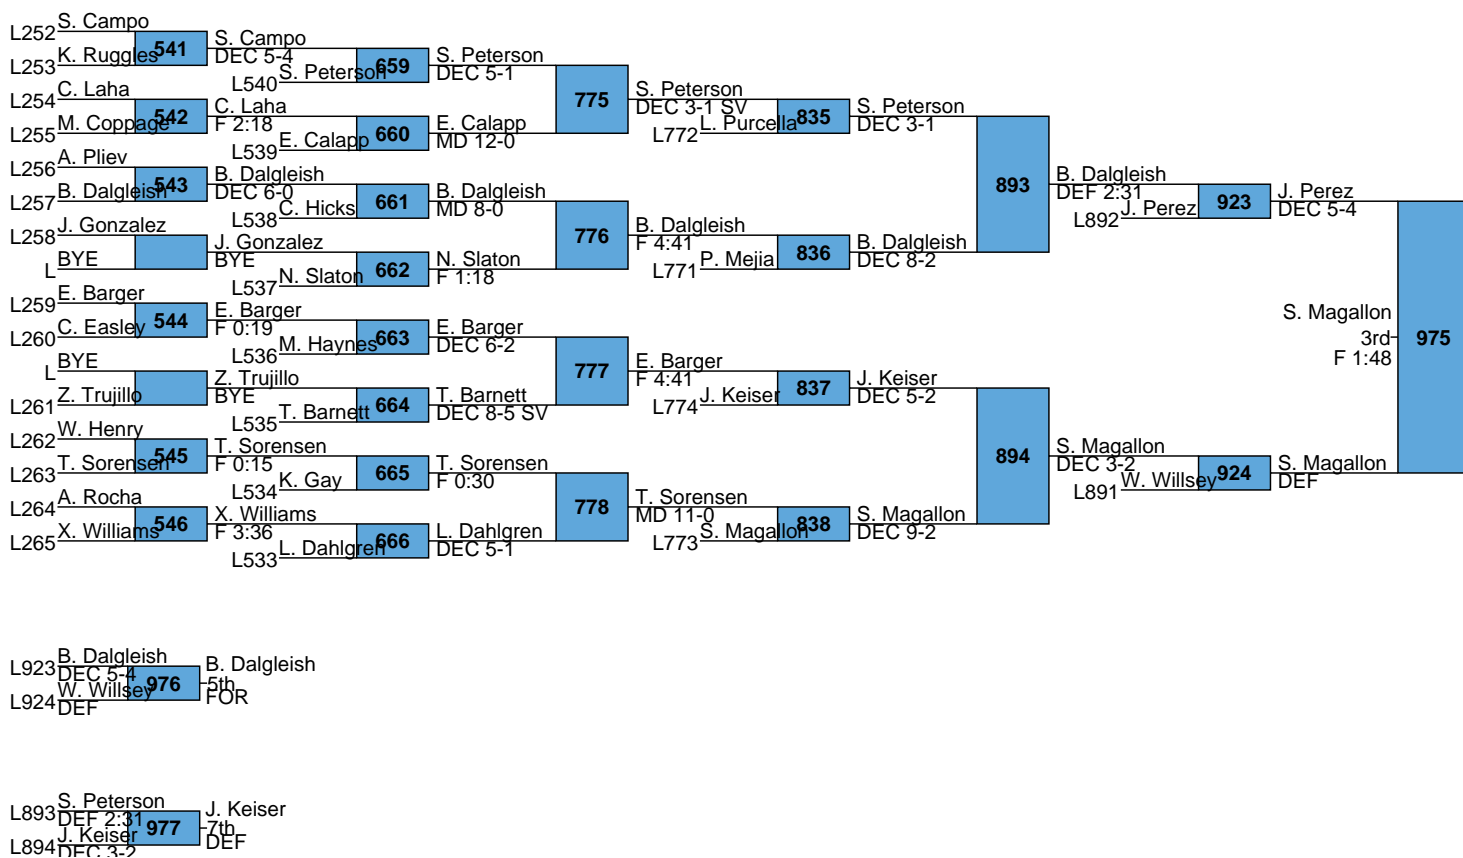 L252 S. Campo
L253 K. Ruggles
541
S. Campo
DEC 5-4
L254 C. Laha
L255 M. Coppage
542
C. Laha
F 2:18
L256 A. Pliev
L257 B. Dalgleish
543
B. Dalgleish
DEC 6-0
L258 J. Gonzalez
L BYE
J. Gonzalez
BYE
L259 E. Barger
L260 C. Easley
544
E. Barger
F 0:19
L BYE
L261 Z. Trujillo
Z. Trujillo
BYE
L262 W. Henry
L263 T. Sorensen
545
T. Sorensen
F 0:15
L264 A. Rocha
L265 X. Williams
546
X. Williams
F 3:36
L540 S. Peterson
659
S. Peterson
DEC 5-1
L539 E. Calapp
660
E. Calapp
MD 12-0
L538 C. Hicks
661
B. Dalgleish
MD 8-0
L537 N. Slaton
662
N. Slaton
F 1:18
L536 M. Haynes
663
E. Barger
DEC 6-2
L535 T. Barnett
664
T. Barnett
DEC 8-5 SV
L534 K. Gay
665
T. Sorensen
F 0:30
L533 L. Dahlgren
666
L. Dahlgren
DEC 5-1
775
S. Peterson
DEC 3-1 SV
776
B. Dalgleish
F 4:41
777
E. Barger
F 4:41
778
T. Sorensen
MD 11-0
L772 L. Purcella
835
S. Peterson
DEC 3-1
L771 P. Mejia
836
B. Dalgleish
DEC 8-2
L774 J. Keiser
837
J. Keiser
DEC 5-2
L773 S. Magallon
838
S. Magallon
DEC 9-2
893
B. Dalgleish
DEF 2:31
894
S. Magallon
DEC 3-2
L892 J. Perez
923
J. Perez
DEC 5-4
L891 W. Willsey
924
S. Magallon
DEF
975
S. Magallon
3rd
F 1:48
L923 B. Dalgleish
DEC 5-4
L924 W. Willsey
DEF
976
B. Dalgleish
5th
FOR
L893 S. Peterson
DEF 2:31
L894 J. Keiser
DEC 3-2
977
J. Keiser
7th
DEF